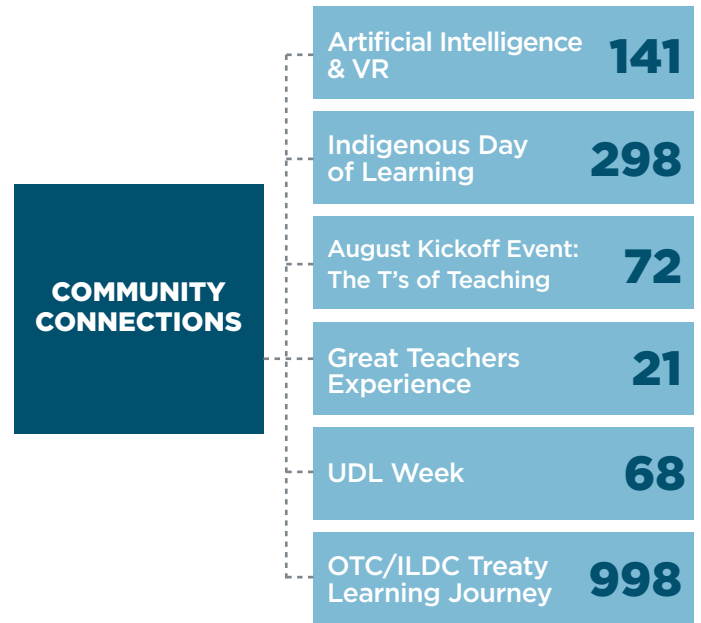 COMMUNITY
CONNECTIONS
Artificial Intelligence
& VR
141
Indigenous Day
of Learning
298
August Kickoff Event:
The T's of Teaching
72
Great Teachers
Experience
21
UDL Week
68
OTC/ILDC Treaty
Learning Journey
998